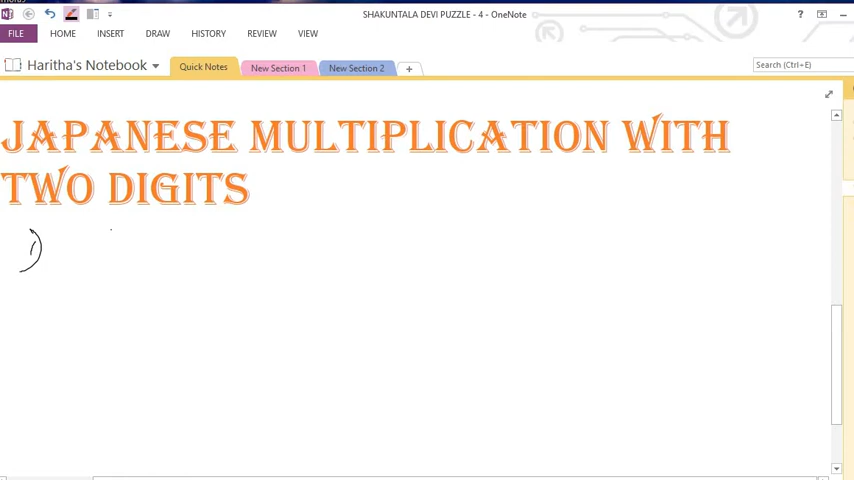 SHAKUNTALA DEVI PUZZLE - 4 - OneNote
FILE HOME INSERT DRAW HISTORY REVIEW VIEW
Haritha's Notebook Quick Notes New Section 1 New Section 2
Search (Ctrl+E)
JAPANESE MULTIPLICATION WITH
TWO DIGITS
1)